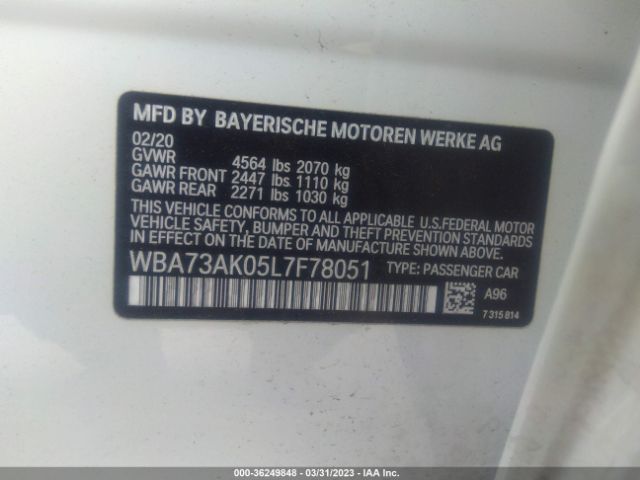 MFD BY BAYERISCHE MOTOREN WERKE AG
02/20
GVWR 4564 lbs 2070 kg
GAWR FRONT 2447 lbs 1110 kg
GAWR REAR 2271 lbs 1030 kg
THIS VEHICLE CONFORMS TO ALL APPLICABLE U.S.FEDERAL MOTOR
VEHICLE SAFETY, BUMPER AND THEFT PREVENTION STANDARDS
IN EFFECT ON THE DATE OF MANUFACTURE SHOWN ABOVE.
WBA73AK05L7F78051 TYPE: PASSENGER CAR
A96
7315814
000-36249848 - 03/31/2023 - IAA Inc.